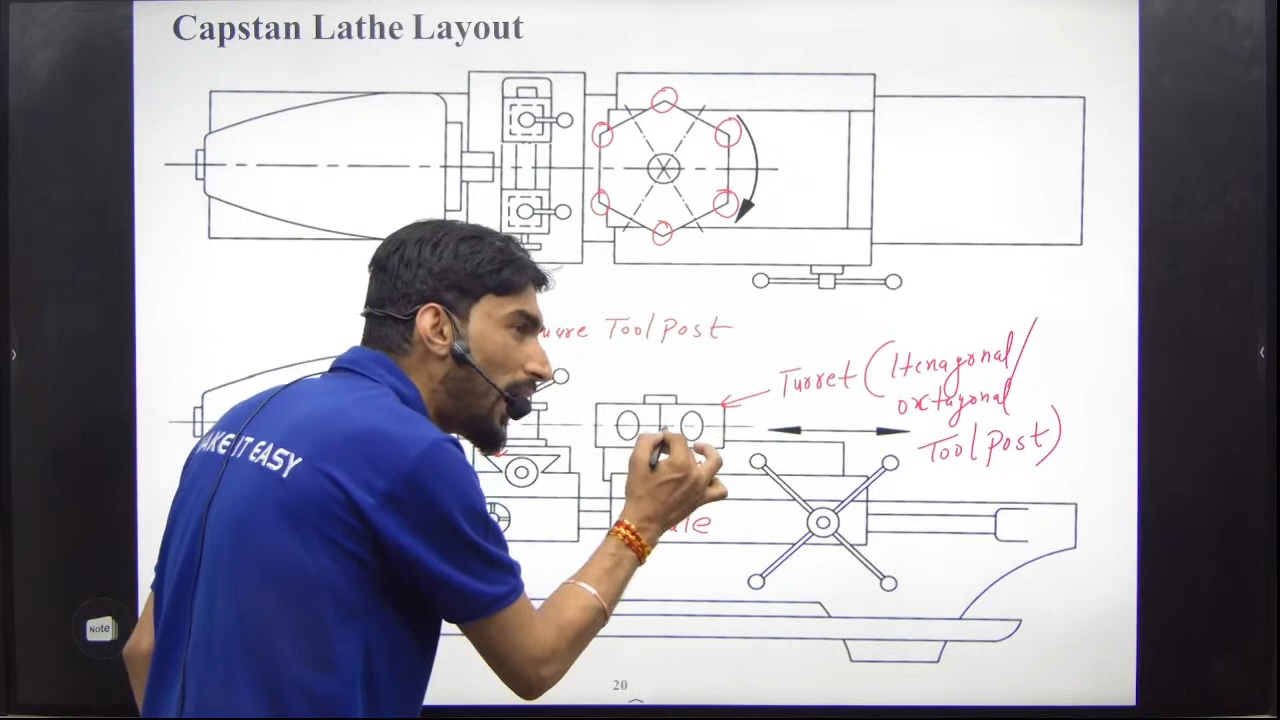 Capstan Lathe Layout
Tool Post
Turret (Hexagonal/
octagonal
Tool Post)
MAKE IT EASY
Note
20